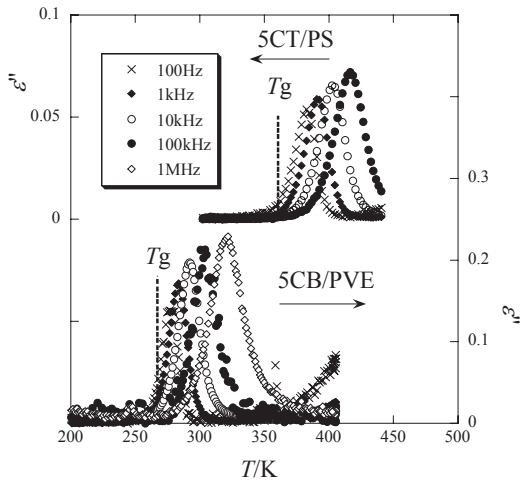 0.1
5CT/PS
100Hz
1kHz
10kHz
100kHz
1MHz
Tg
ε"
0.05
0.3
0
Tg
0.2
5CB/PVE
ε"
0.1
0
200 250 300 350 400 450 500
T/K